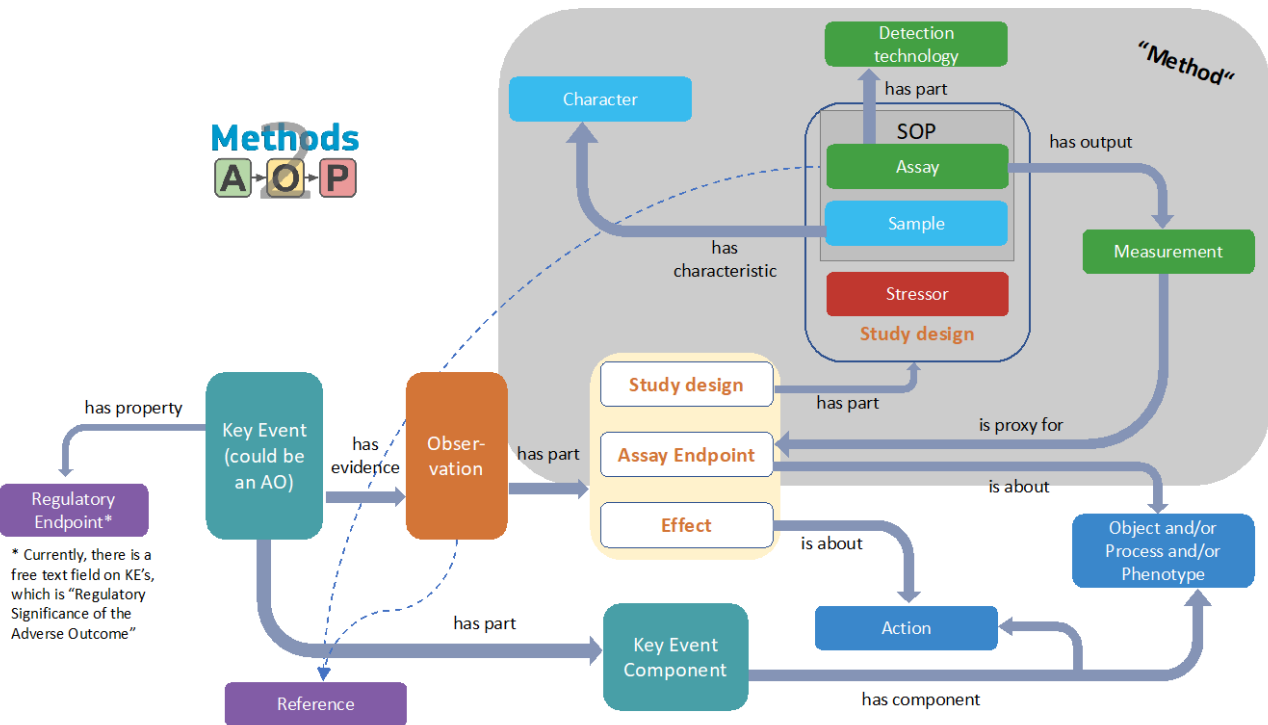 Detection
technology
"Method"
Character
has part
SOP
Methods
2
A O P
Assay
has output
Sample
has
characteristic
Measurement
Stressor
Study design
Study design
has part
has property
Key Event
(could be
an AO)
has
evidence
Obser-
vation
has part
is proxy for
Assay Endpoint
is about
Regulatory
Endpoint*
Effect
is about
Object and/or
Process and/or
Phenotype
* Currently, there is a
free text field on KE's,
which is "Regulatory
Significance of the
Adverse Outcome"
has part
Action
Key Event
Component
has component
Reference